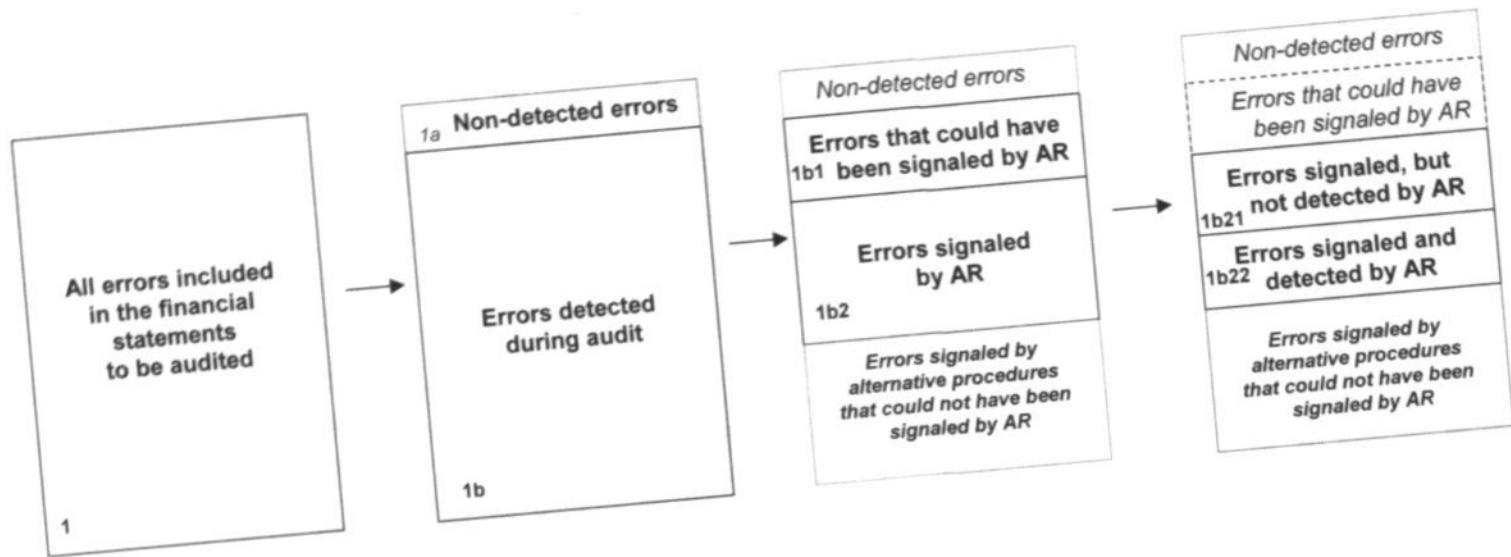 All errors included
in the financial
statements
to be audited
1
1a Non-detected errors
Errors detected
during audit
1b
Non-detected errors
Errors that could have
1b1 been signaled by AR
Errors signaled
by AR
1b2
Errors signaled by
alternative procedures
that could not have been
signaled by AR
Non-detected errors
Errors that could have
been signaled by AR
Errors signaled, but
not detected by AR
1b21
Errors signaled and
1b22 detected by AR
Errors signaled by
alternative procedures
that could not have been
signaled by AR